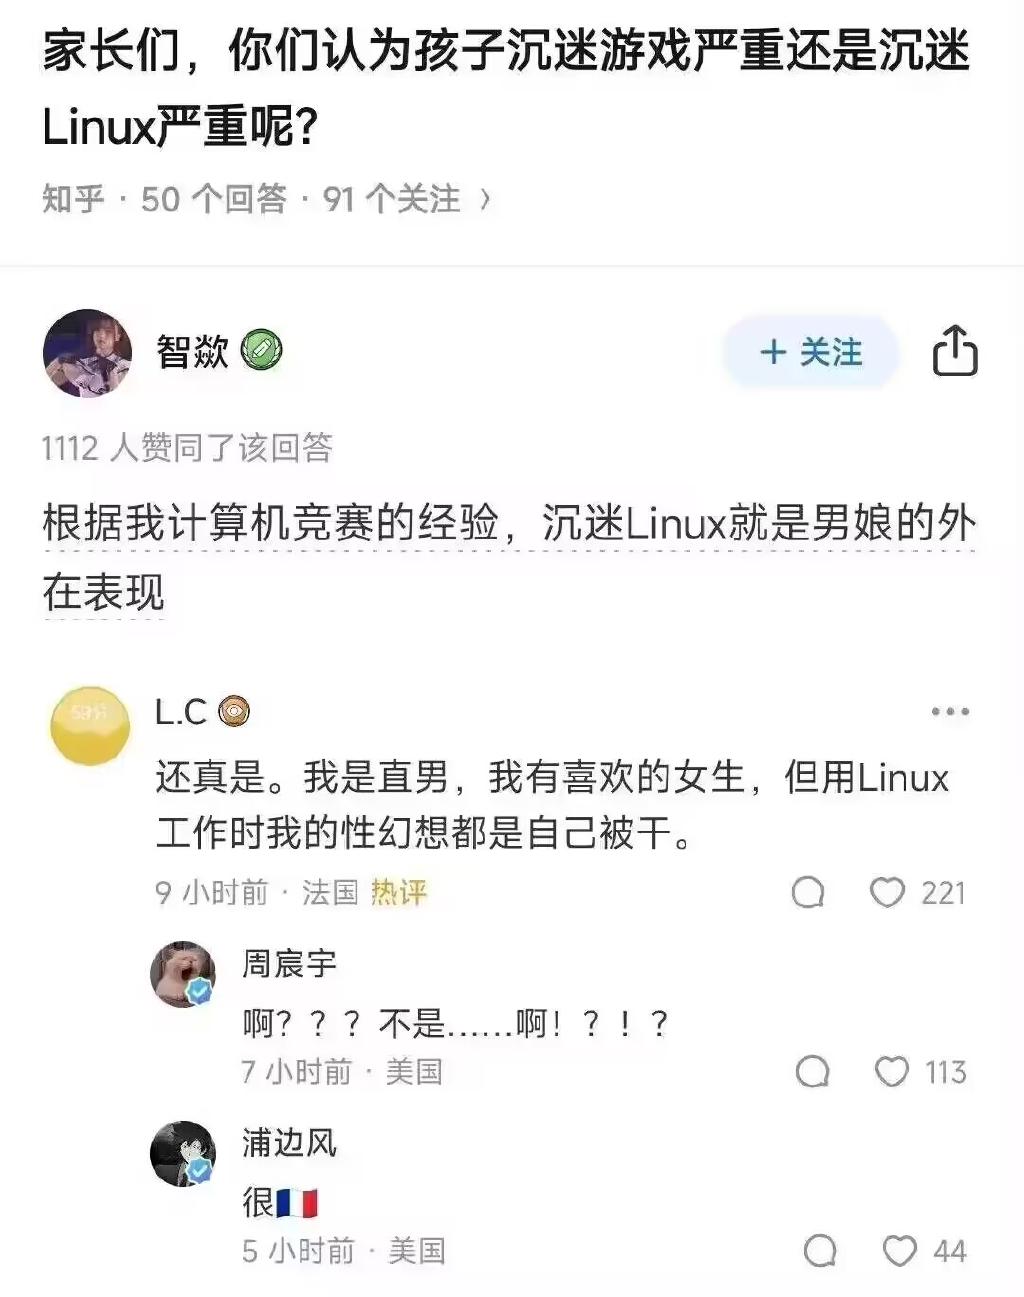 家长们，你们认为孩子沉迷游戏严重还是沉迷
Linux严重呢？
知乎 · 50 个回答 · 91 个关注 >
智歘
+ 关注
1112 人赞同了该回答
根据我计算机竞赛的经验，沉迷Linux就是男娘的外
在表现
L.C
还真是。我是直男，我有喜欢的女生，但用Linux
工作时我的性幻想都是自己被干。
9 小时前 · 法国 热评
221
周宸宇
啊？？？不是……啊！？！？
7 小时前 · 美国
113
浦边风
很🇫🇷
5 小时前 · 美国
44